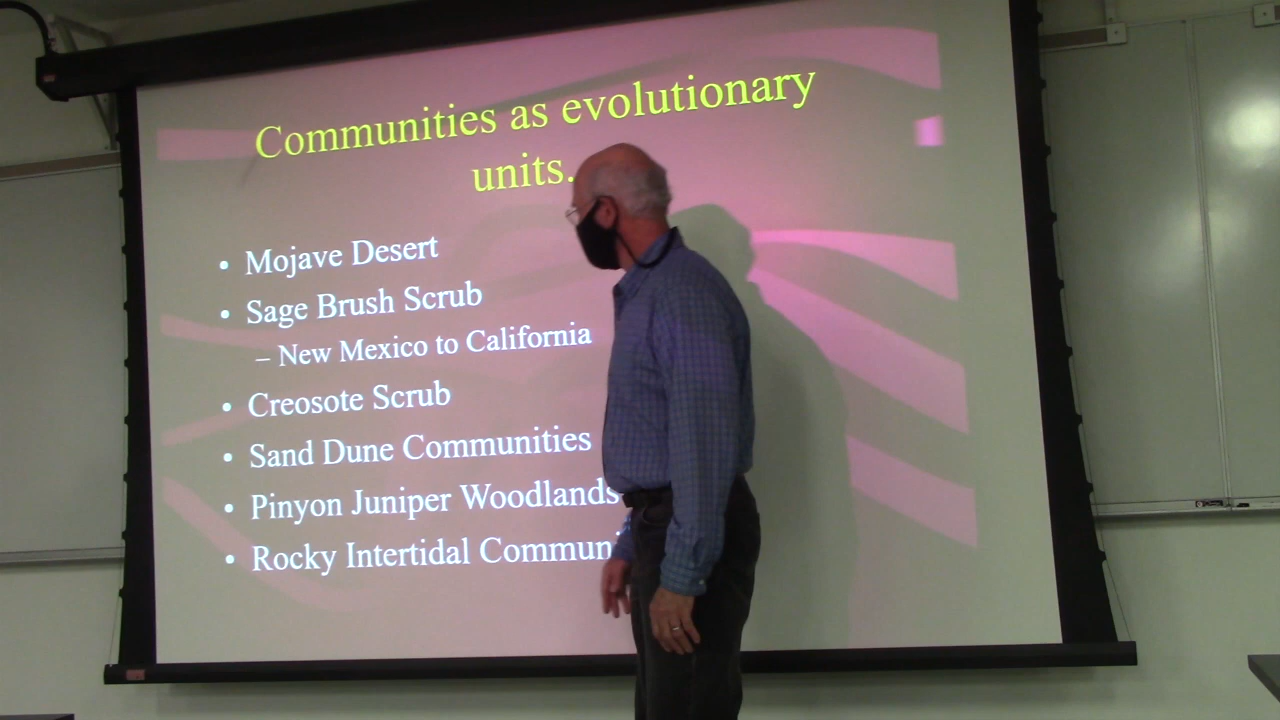 Communities as evolutionary
units.
• Mojave Desert
• Sage Brush Scrub
– New Mexico to California
• Creosote Scrub
• Sand Dune Communities
• Pinyon Juniper Woodlands
• Rocky Intertidal